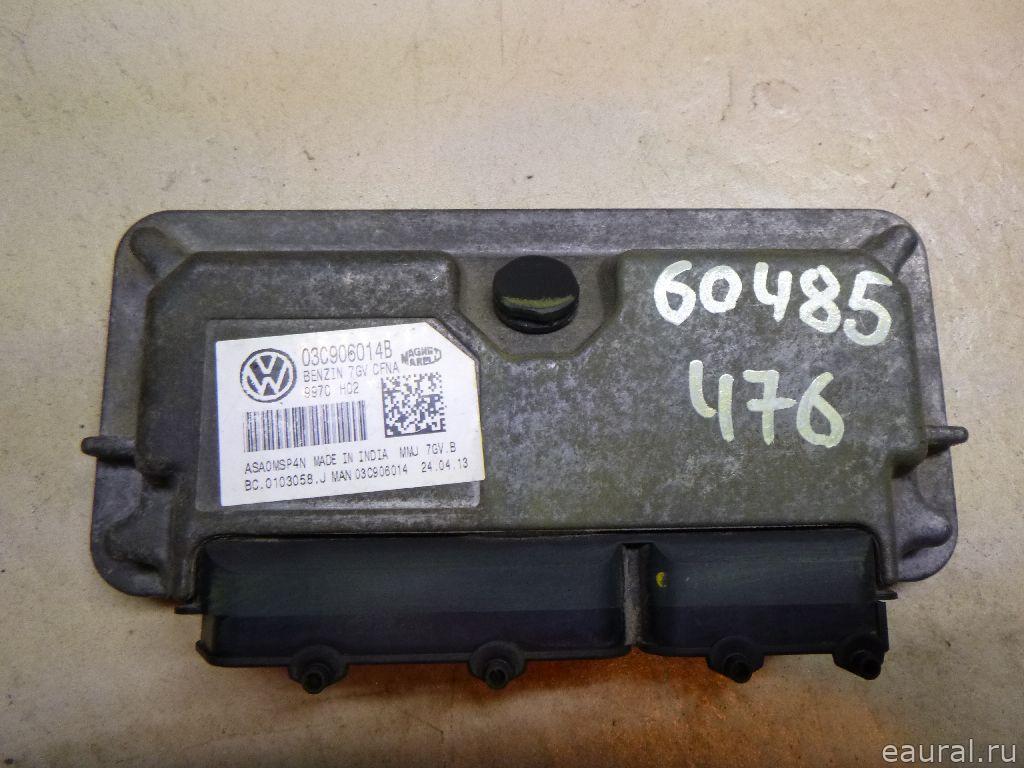 60485
476
03C906014B
MAGNETI MARELLI
BENZIN 7GV CFNA
997C H02
ASA0MSP4N MADE IN INDIA MMJ 7GV.B
BC.0103058.J MAN 03C906014 24.04.13
eaural.ru